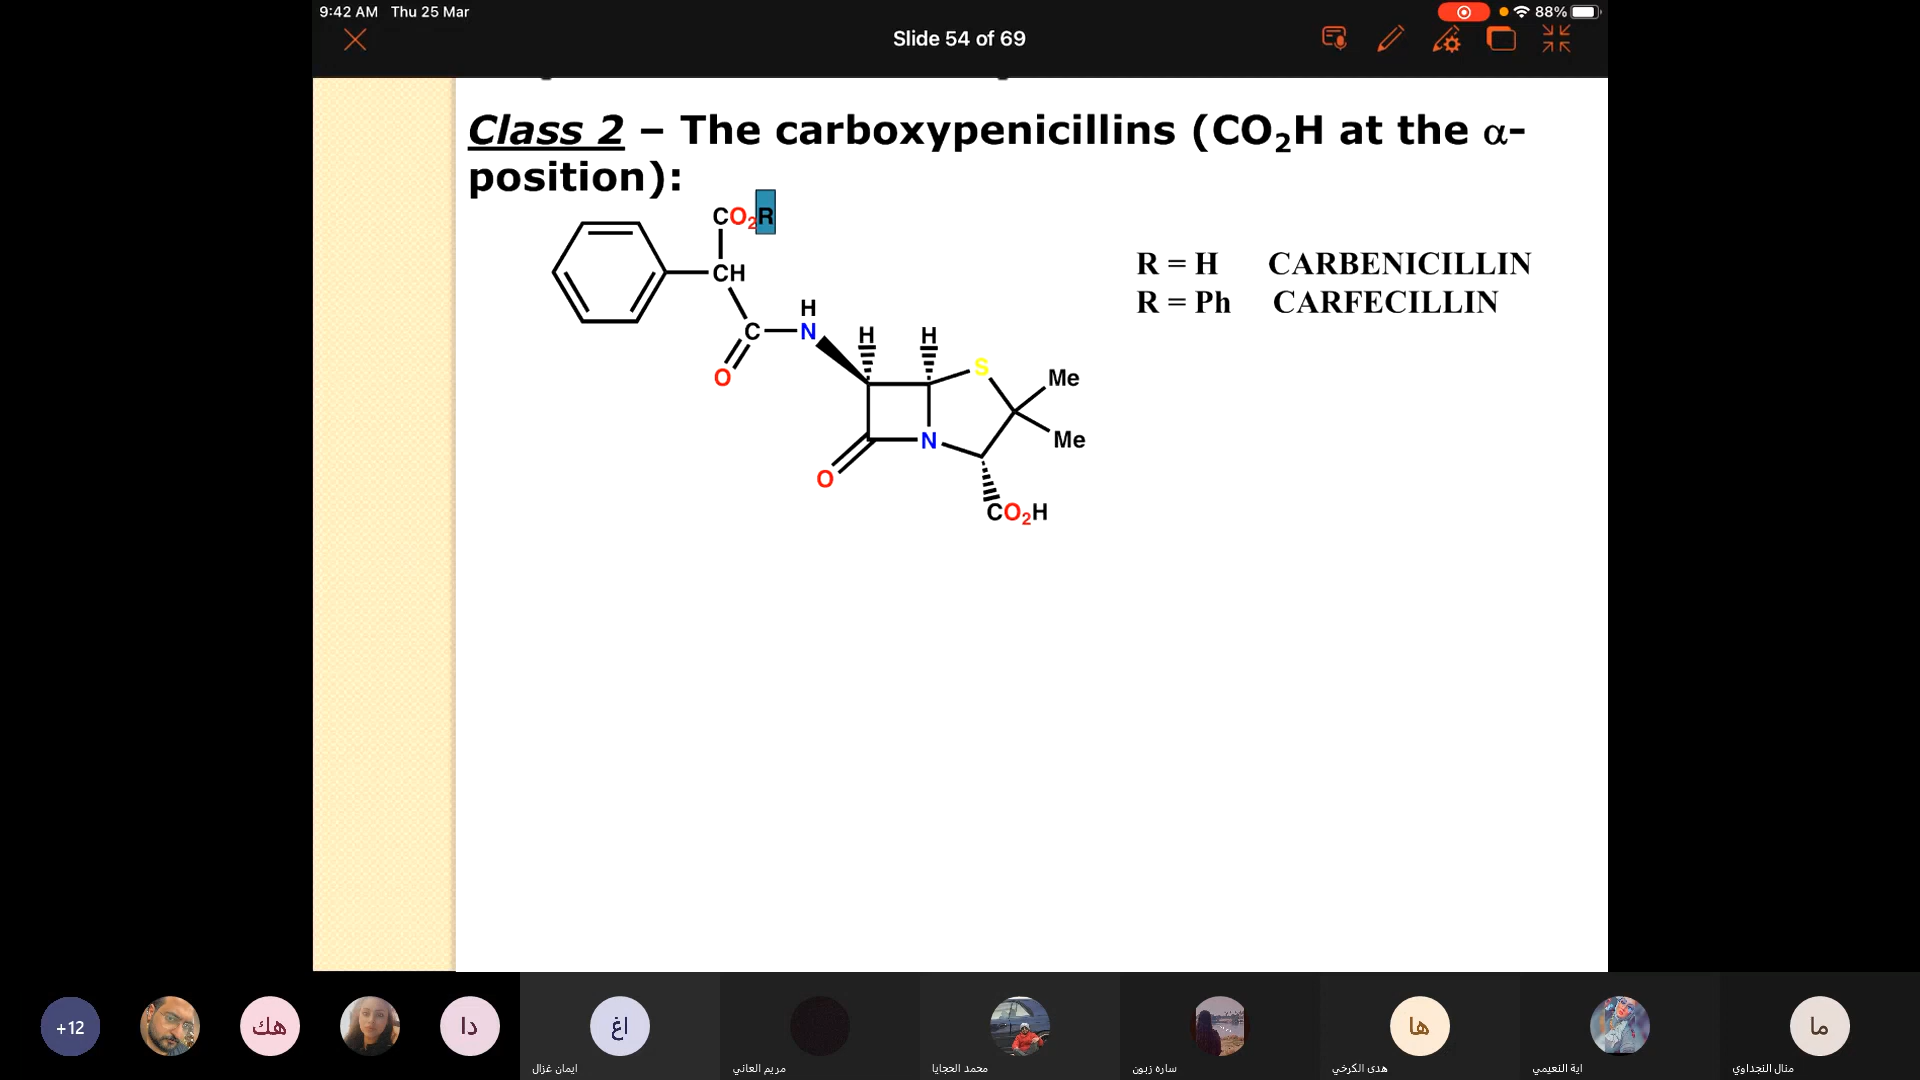 9:42 AM Thu 25 Mar
88%
Slide 54 of 69
Class 2 – The carboxypenicillins (CO₂H at the α-
position):
CO₂R
CH
H
C N
O
H H
S
Me
Me
N
O
CO₂H
R = H CARBENICILLIN
R = Ph CARFECILLIN
+12
هك
دا
اغ
ها
ما
ايمان غزال
مريم العاني
محمد الحجايا
ساره زبون
هدى الكرخي
اية النعيمي
منال النجداوي